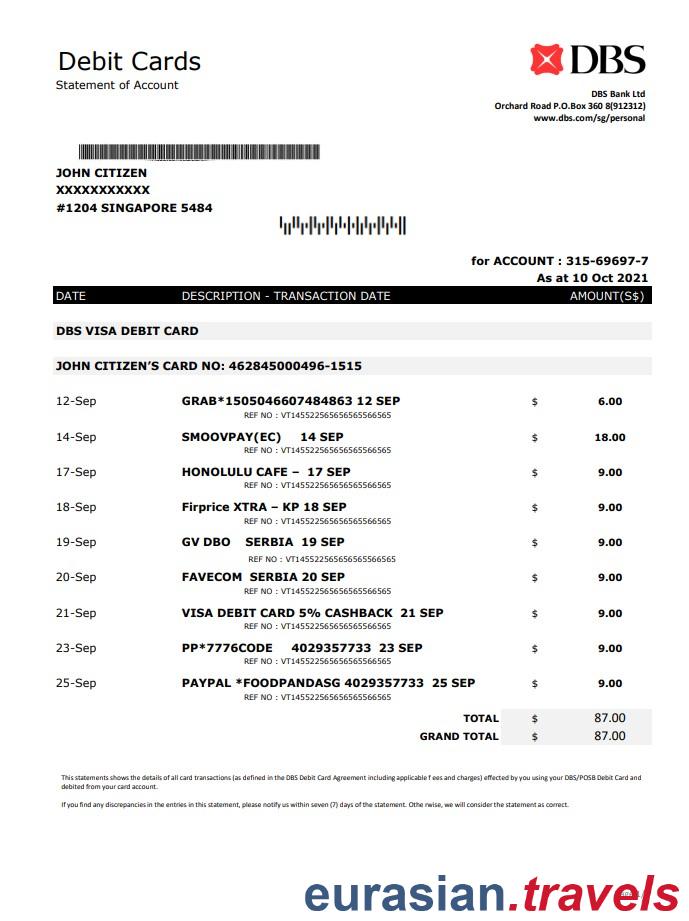 Debit Cards
Statement of Account
DBS
DBS Bank Ltd
Orchard Road P.O.Box 360 8(912312)
www.dbs.com/sg/personal
JOHN CITIZEN
XXXXXXXXXXX
#1204 SINGAPORE 5484
for ACCOUNT : 315-69697-7
As at 10 Oct 2021
DATE DESCRIPTION - TRANSACTION DATE AMOUNT(S$)
DBS VISA DEBIT CARD
JOHN CITIZEN'S CARD NO: 462845000496-1515
12-Sep GRAB*1505046607484863 12 SEP $ 6.00
REF NO : VT145522565656565566565
14-Sep SMOOVPAY(EC) 14 SEP $ 18.00
REF NO : VT145522565656565566565
17-Sep HONOLULU CAFE – 17 SEP $ 9.00
REF NO : VT145522565656565566565
18-Sep Firprice XTRA – KP 18 SEP $ 9.00
REF NO : VT145522565656565566565
19-Sep GV DBO SERBIA 19 SEP $ 9.00
REF NO : VT145522565656565566565
20-Sep FAVECOM SERBIA 20 SEP $ 9.00
REF NO : VT145522565656565566565
21-Sep VISA DEBIT CARD 5% CASHBACK 21 SEP $ 9.00
REF NO : VT145522565656565566565
23-Sep PP*7776CODE 4029357733 23 SEP $ 9.00
REF NO : VT145522565656565566565
25-Sep PAYPAL *FOODPANDASG 4029357733 25 SEP $ 9.00
REF NO : VT145522565656565566565
TOTAL $ 87.00
GRAND TOTAL $ 87.00
This statements shows the details of all card transactions (as defined in the DBS Debit Card Agreement including applicable f ees and charges) effected by you using your DBS/POSB Debit Card and
debited from your card account.
If you find any discrepancies in the entries in this statement, please notify us within seven (7) days of the statement. Othe rwise, we will consider the statement as correct.
eurasian.travels